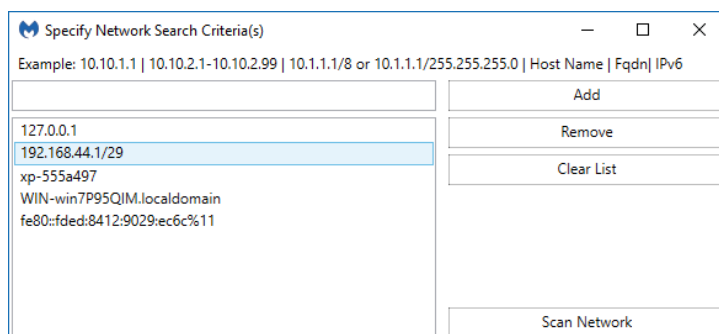 Specify Network Search Criteria(s)
Example: 10.10.1.1 | 10.10.2.1-10.10.2.99 | 10.1.1.1/8 or 10.1.1.1/255.255.255.0 | Host Name | Fqdn| IPv6
Add
127.0.0.1
Remove
192.168.44.1/29
Clear List
xp-555a497
WIN-win7P95QIM.localdomain
fe80::fded:8412:9029:ec6c%11
Scan Network